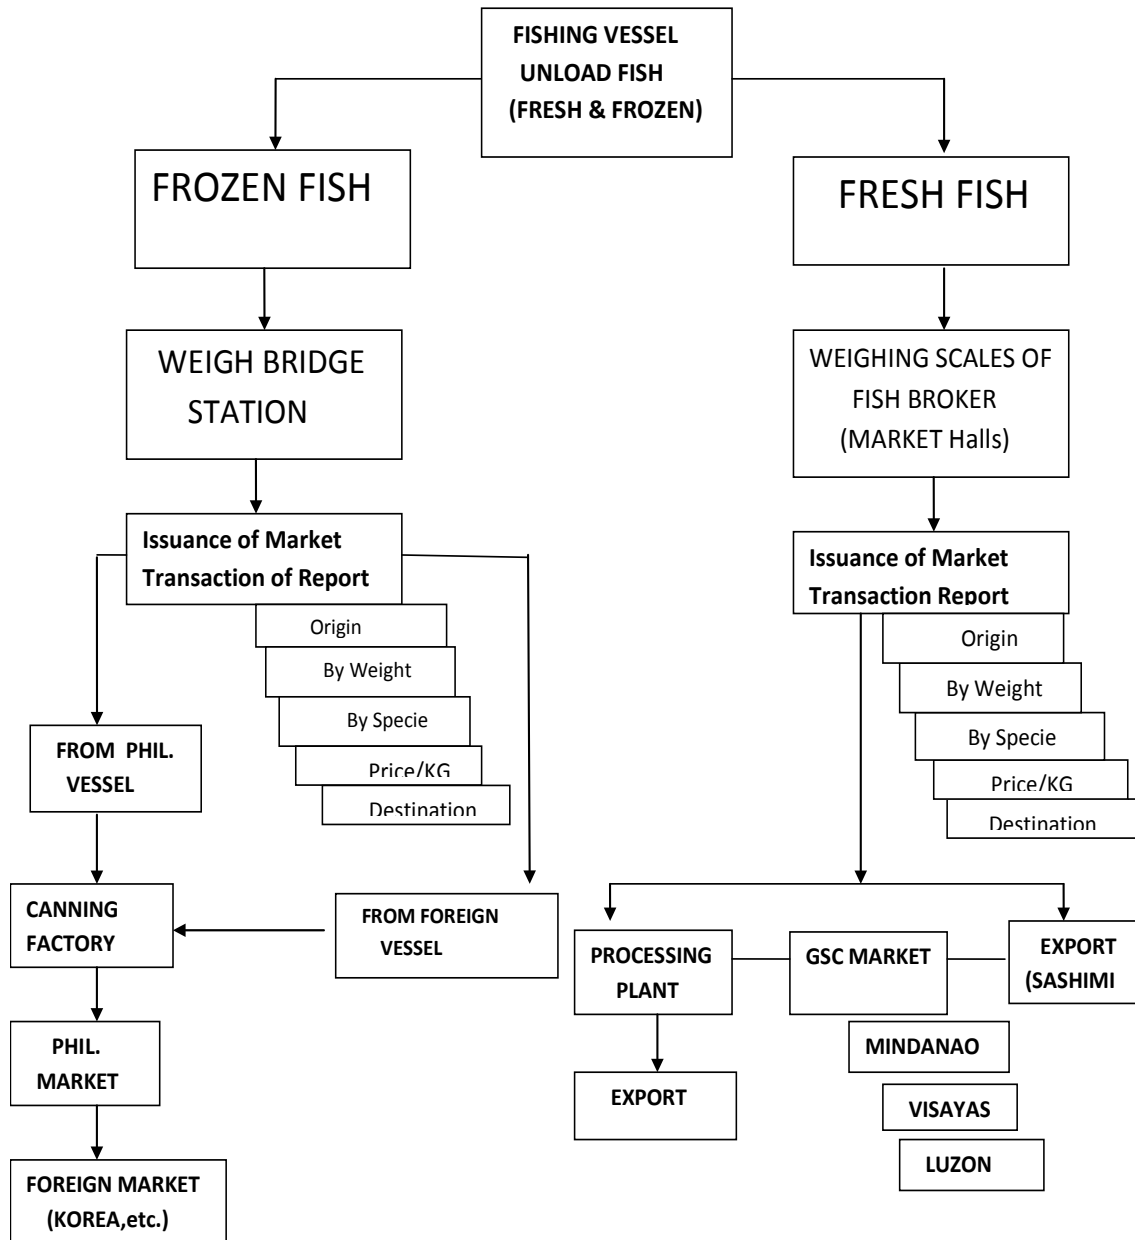 FISHING VESSEL
UNLOAD FISH
(FRESH & FROZEN)
FROZEN FISH
FRESH FISH
WEIGH BRIDGE
STATION
WEIGHING SCALES OF
FISH BROKER
(MARKET Halls)
Issuance of Market
Transaction of Report
Issuance of Market
Transaction Report
Origin
By Weight
By Specie
Price/KG
Destination
Origin
By Weight
By Specie
Price/KG
Destination
FROM PHIL.
VESSEL
CANNING
FACTORY
FROM FOREIGN
VESSEL
PROCESSING
PLANT
GSC MARKET
EXPORT
(SASHIMI
PHIL.
MARKET
EXPORT
MINDANAO
VISAYAS
LUZON
FOREIGN MARKET
(KOREA,etc.)